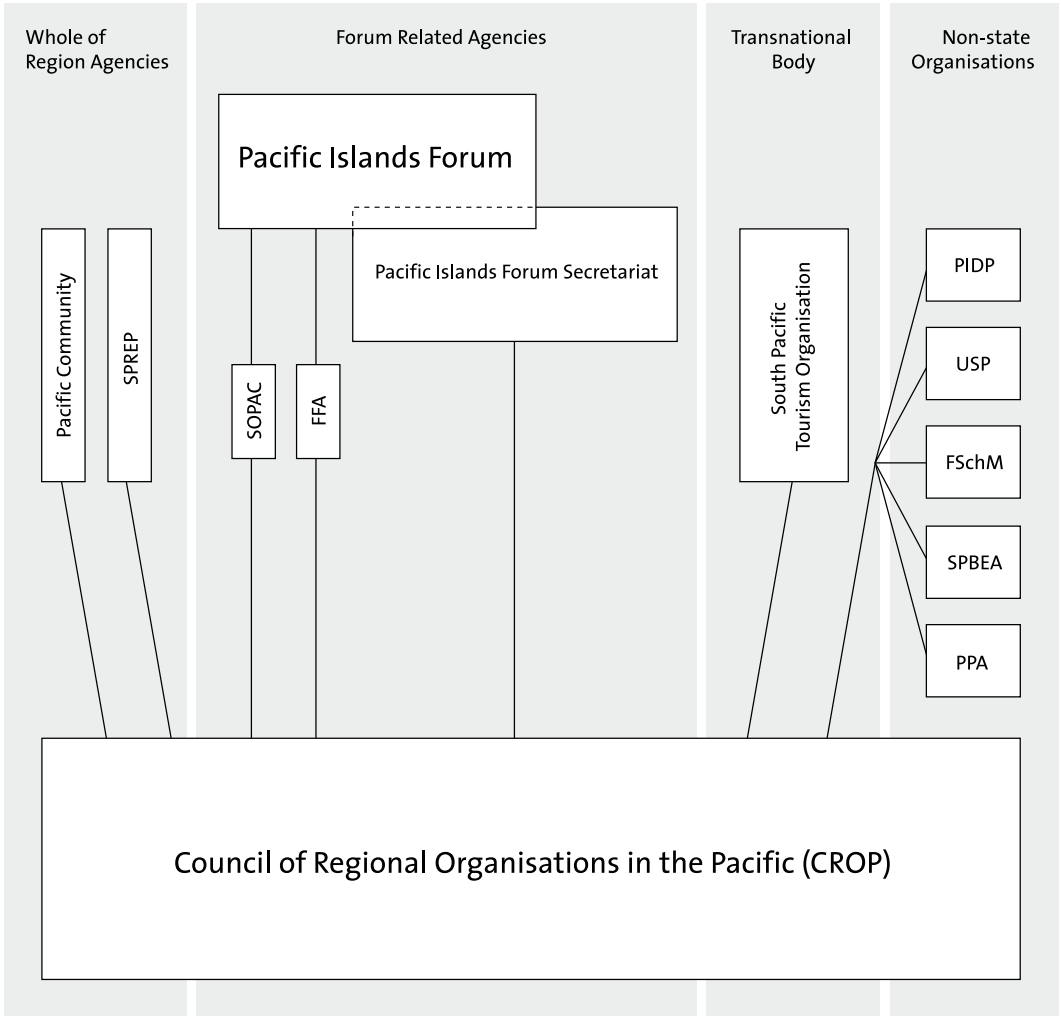 Whole of
Region Agencies
Forum Related Agencies
Transnational
Body
Non-state
Organisations
Pacific Islands Forum
Pacific Islands Forum Secretariat
Pacific Community
SPREP
SOPAC
FFA
South Pacific
Tourism Organisation
PIDP
USP
FSchM
SPBEA
PPA
Council of Regional Organisations in the Pacific (CROP)